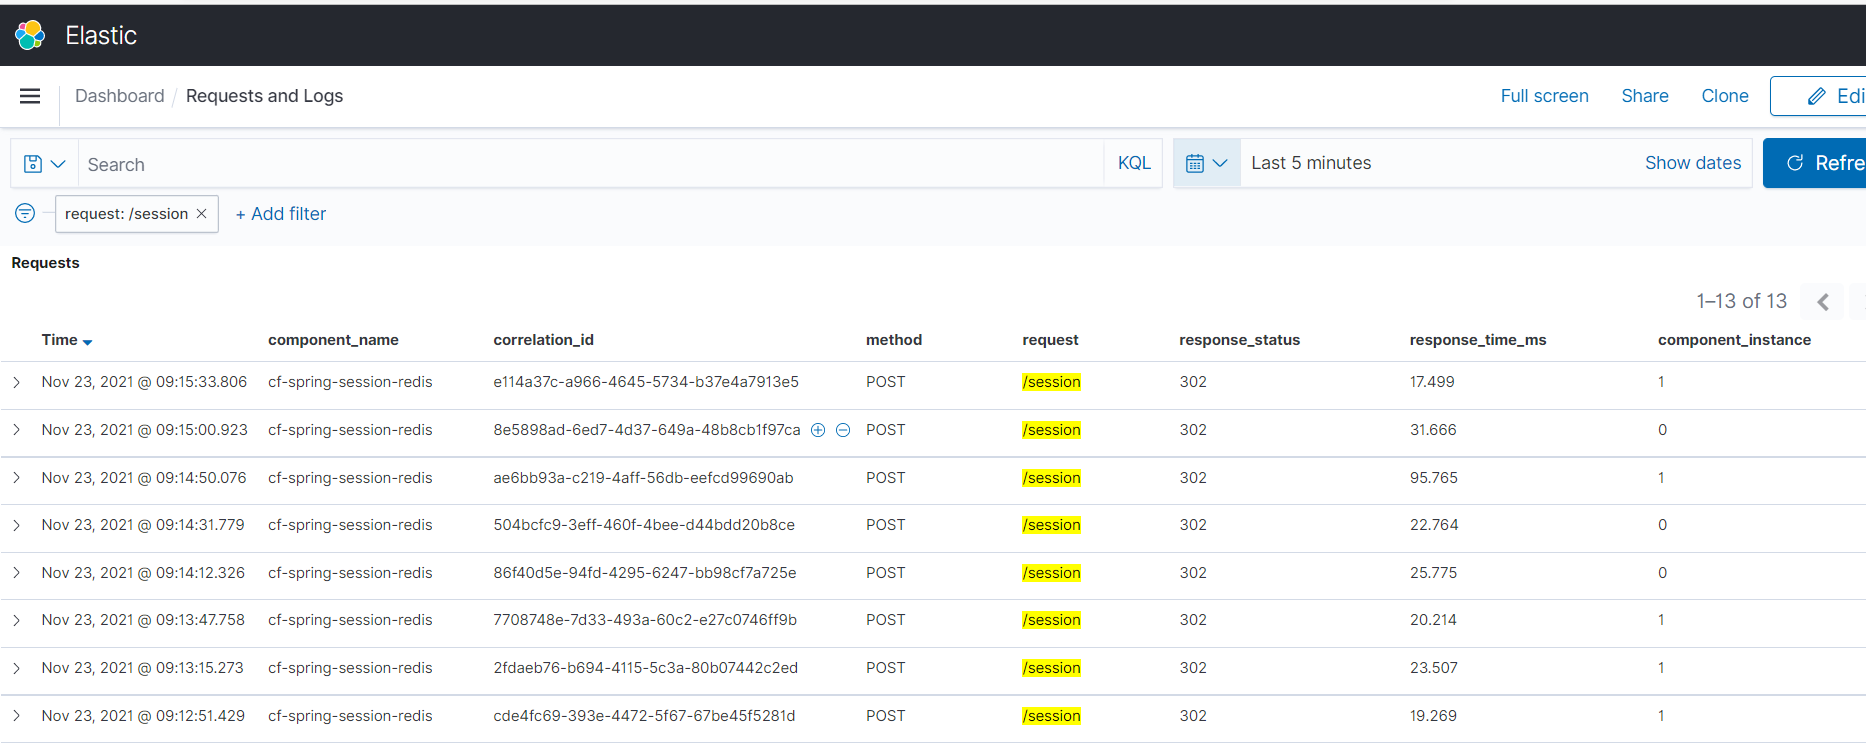 Elastic
Dashboard / Requests and Logs Full screen Share Clone Edi
Search KQL Last 5 minutes Show dates Refre
request: /session × + Add filter
Requests
1–13 of 13
Time component_name correlation_id method request response_status response_time_ms component_instance
Nov 23, 2021 @ 09:15:33.806 cf-spring-session-redis e114a37c-a966-4645-5734-b37e4a7913e5 POST /session 302 17.499 1
Nov 23, 2021 @ 09:15:00.923 cf-spring-session-redis 8e5898ad-6ed7-4d37-649a-48b8cb1f97ca POST /session 302 31.666 0
Nov 23, 2021 @ 09:14:50.076 cf-spring-session-redis ae6bb93a-c219-4aff-56db-eefcd99690ab POST /session 302 95.765 1
Nov 23, 2021 @ 09:14:31.779 cf-spring-session-redis 504bcfc9-3eff-460f-4bee-d44bdd20b8ce POST /session 302 22.764 0
Nov 23, 2021 @ 09:14:12.326 cf-spring-session-redis 86f40d5e-94fd-4295-6247-bb98cf7a725e POST /session 302 25.775 0
Nov 23, 2021 @ 09:13:47.758 cf-spring-session-redis 7708748e-7d33-493a-60c2-e27c0746ff9b POST /session 302 20.214 1
Nov 23, 2021 @ 09:13:15.273 cf-spring-session-redis 2fdaeb76-b694-4115-5c3a-80b07442c2ed POST /session 302 23.507 1
Nov 23, 2021 @ 09:12:51.429 cf-spring-session-redis cde4fc69-393e-4472-5f67-67be45f5281d POST /session 302 19.269 1